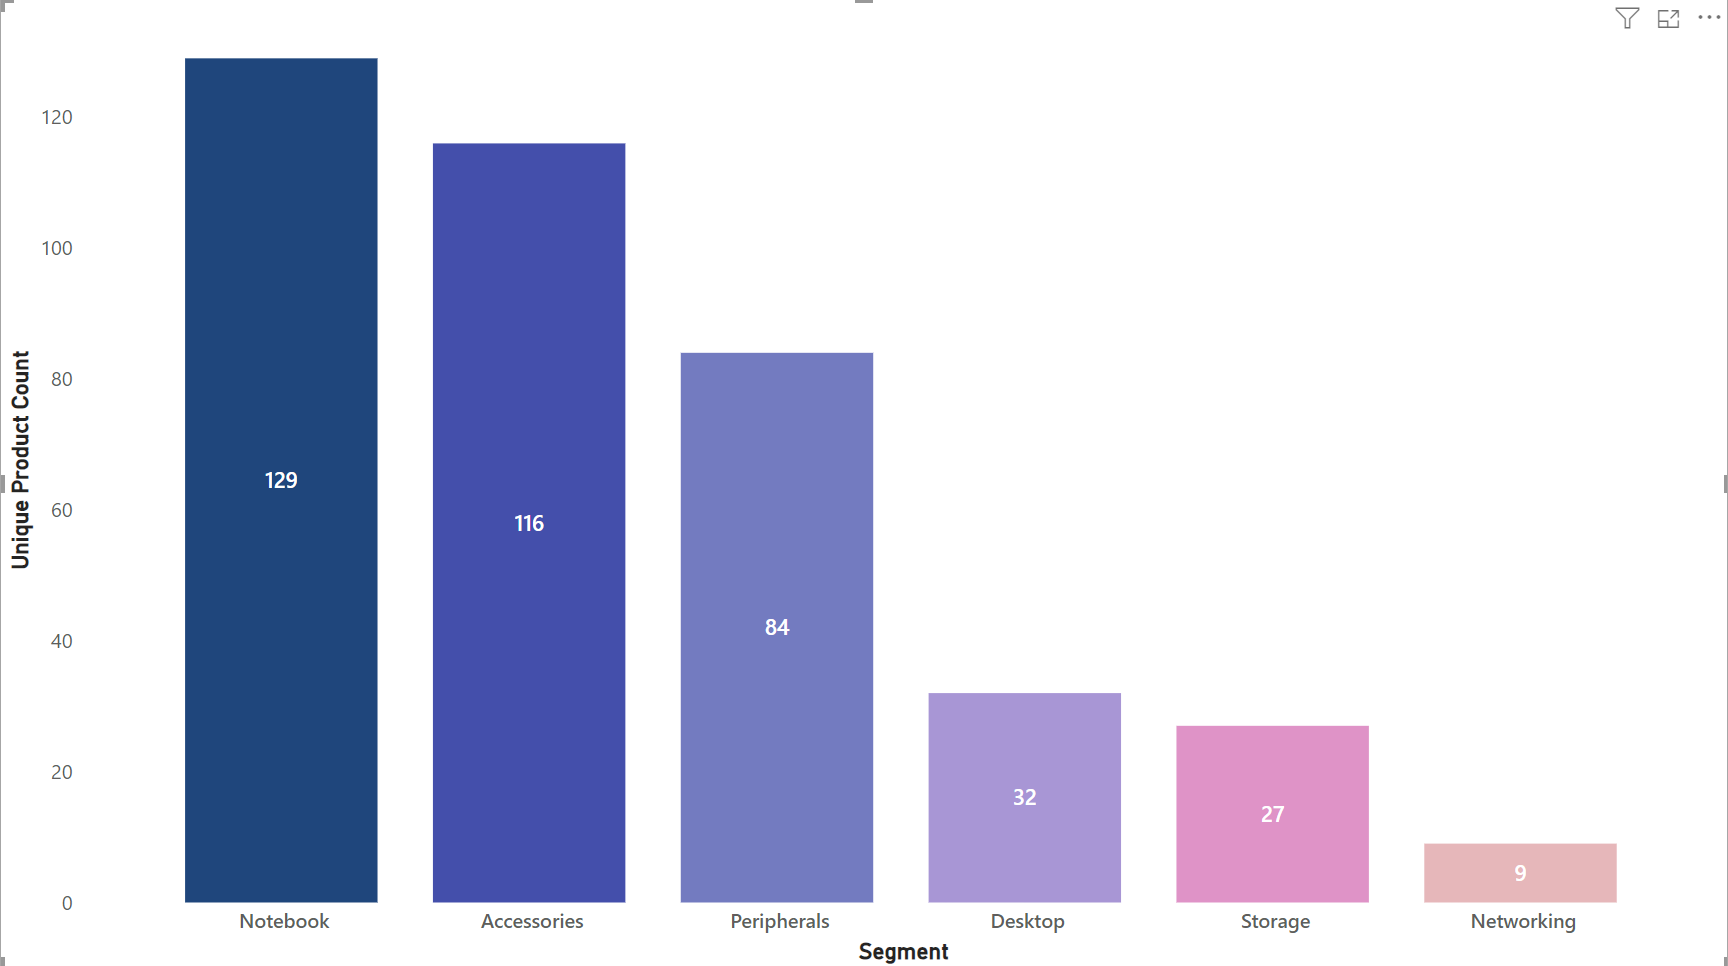 Unique Product Count
120
100
80
60
40
20
0
129
116
84
32
27
9
Notebook
Accessories
Peripherals
Desktop
Storage
Networking
Segment